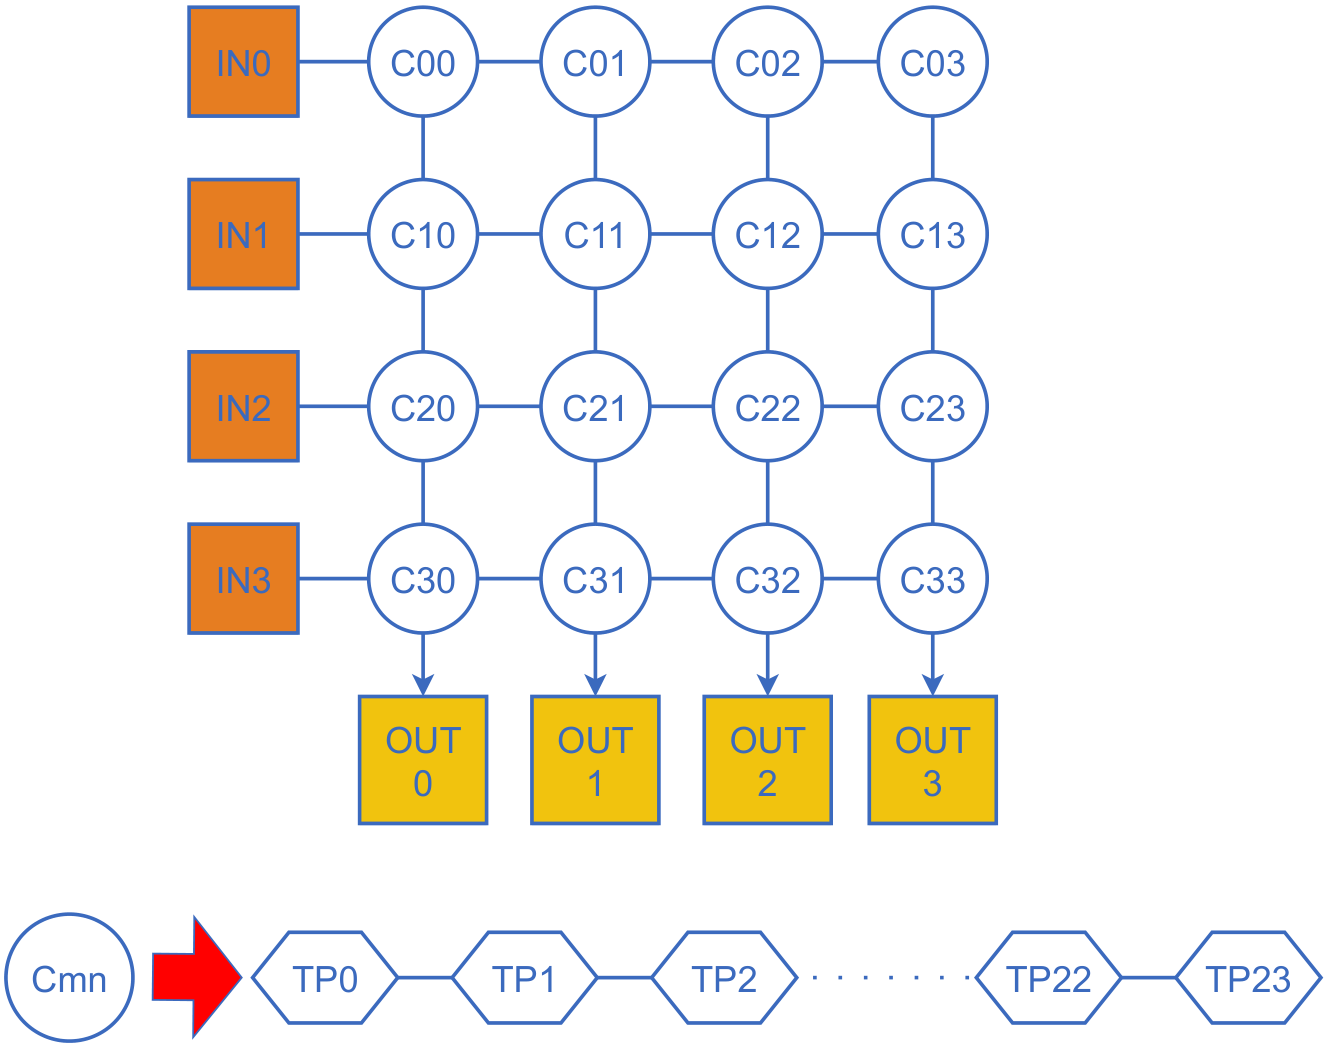 IN0 C00 C01 C02 C03
IN1 C10 C11 C12 C13
IN2 C20 C21 C22 C23
IN3 C30 C31 C32 C33
OUT OUT OUT OUT
0 1 2 3
Cmn TP0 TP1 TP2 TP22 TP23